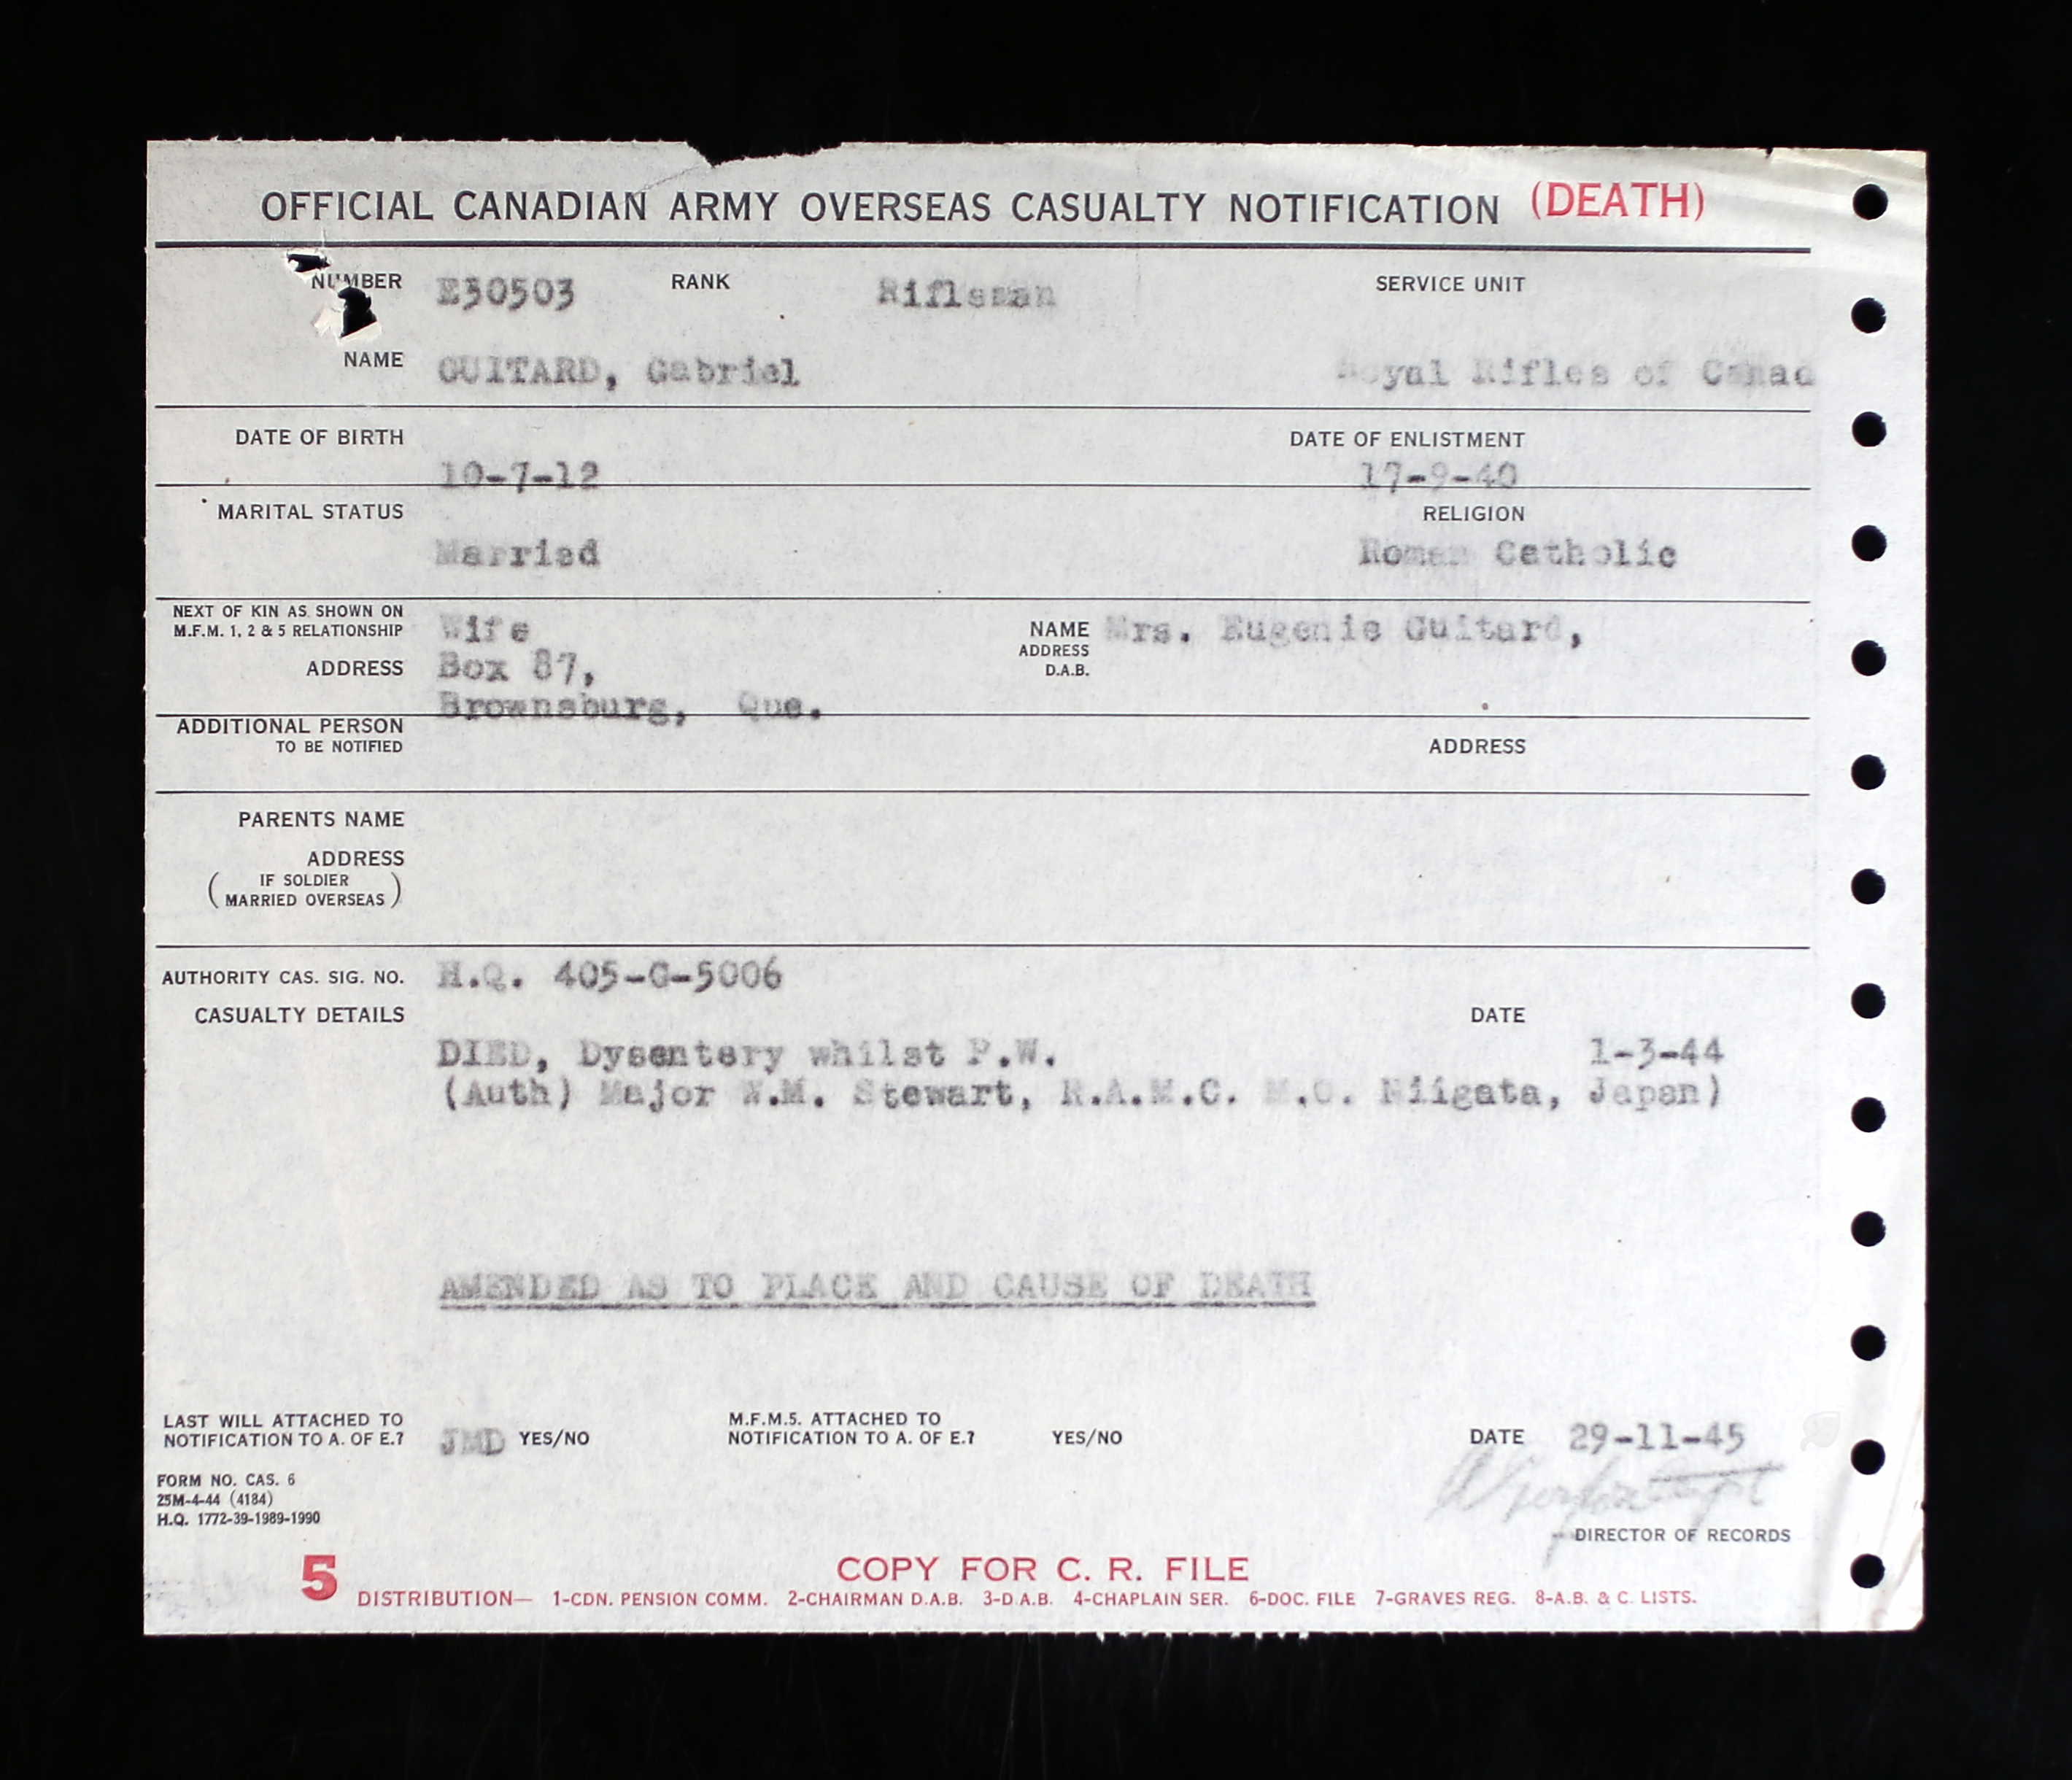 OFFICIAL CANADIAN ARMY OVERSEAS CASUALTY NOTIFICATION (DEATH)
NUMBER E30503 RANK Rifleman SERVICE UNIT
NAME GUITARD, Gabriel Royal Rifles of Canad
DATE OF BIRTH DATE OF ENLISTMENT
10-7-12 17-9-40
MARITAL STATUS RELIGION
Married Roman Catholic
NEXT OF KIN AS SHOWN ON
M.F.M. 1, 2 & 5 RELATIONSHIP Wife NAME Mrs. Eugenie Guitard,
ADDRESS
ADDRESS Box 87, D.A.B.
Brownsburg, Que.
ADDITIONAL PERSON
TO BE NOTIFIED ADDRESS
PARENTS NAME
ADDRESS
( IF SOLDIER
MARRIED OVERSEAS )
AUTHORITY CAS. SIG. NO. H.Q. 405-G-5006
CASUALTY DETAILS DATE
DIED, Dysentery whilst P.W. 1-3-44
(Auth) Major W.M. Stewart, R.A.M.C. M.O. Niigata, Japan)
AMENDED AS TO PLACE AND CAUSE OF DEATH
LAST WILL ATTACHED TO
NOTIFICATION TO A. OF E.? JMD YES/NO
M.F.M.5. ATTACHED TO
NOTIFICATION TO A. OF E.? YES/NO
DATE 29-11-45
FORM NO. CAS. 6
25M-4-44 (4184)
H.Q. 1772-39-1989-1990
DIRECTOR OF RECORDS
5 COPY FOR C. R. FILE
DISTRIBUTION— 1-CDN. PENSION COMM. 2-CHAIRMAN D.A.B. 3-D.A.B. 4-CHAPLAIN SER. 6-DOC. FILE 7-GRAVES REG. 8-A.B. & C. LISTS.